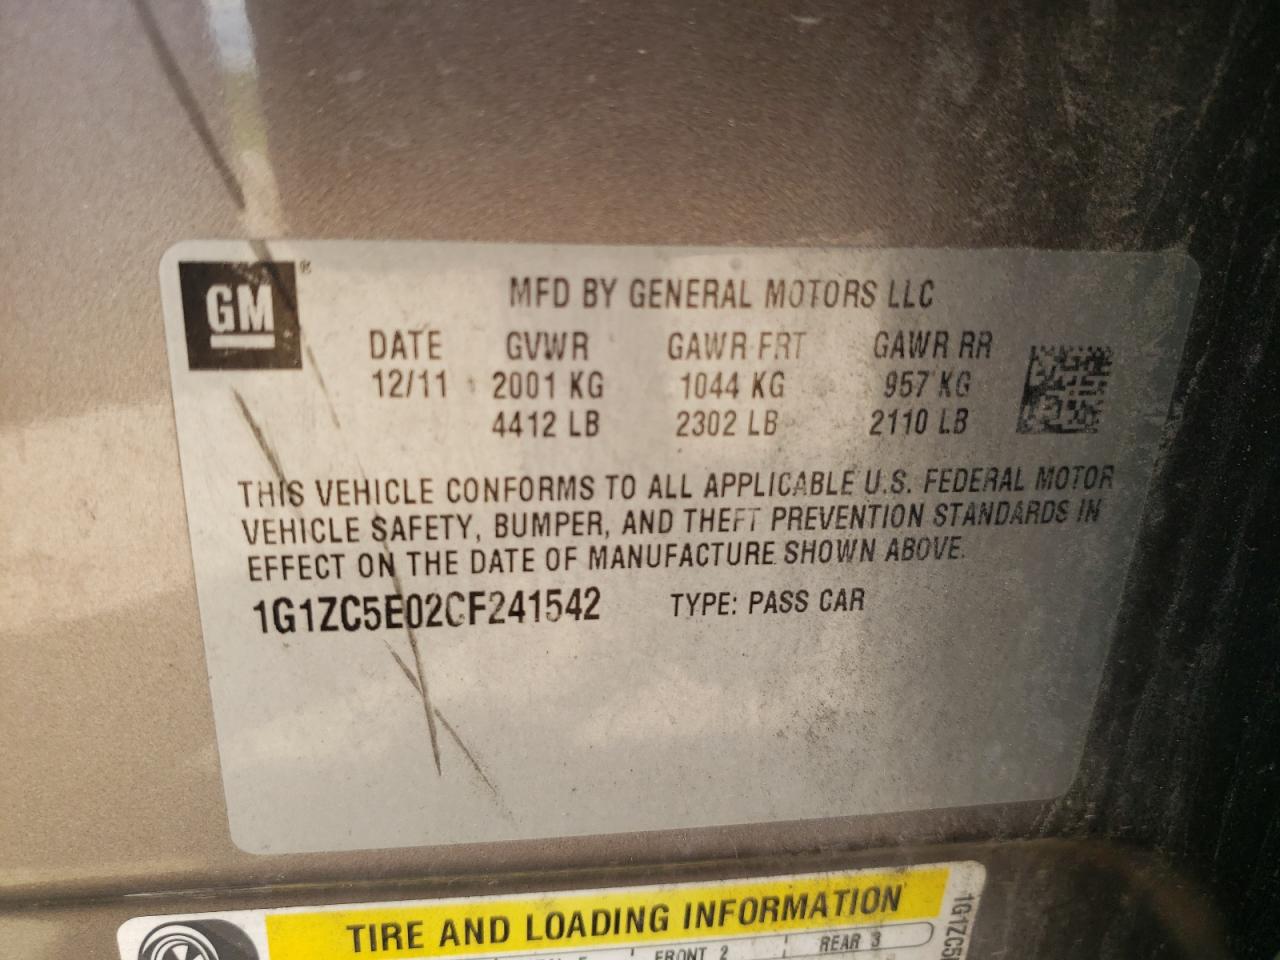 GM®
MFD BY GENERAL MOTORS LLC
DATE GVWR GAWR FRT GAWR RR
12/11 2001 KG 1044 KG 957 KG
4412 LB 2302 LB 2110 LB
THIS VEHICLE CONFORMS TO ALL APPLICABLE U.S. FEDERAL MOTOR
VEHICLE SAFETY, BUMPER, AND THEFT PREVENTION STANDARDS IN
EFFECT ON THE DATE OF MANUFACTURE SHOWN ABOVE.
1G1ZC5E02CF241542 TYPE: PASS CAR
TIRE AND LOADING INFORMATION
FRONT 2 REAR 3
1G1ZC5